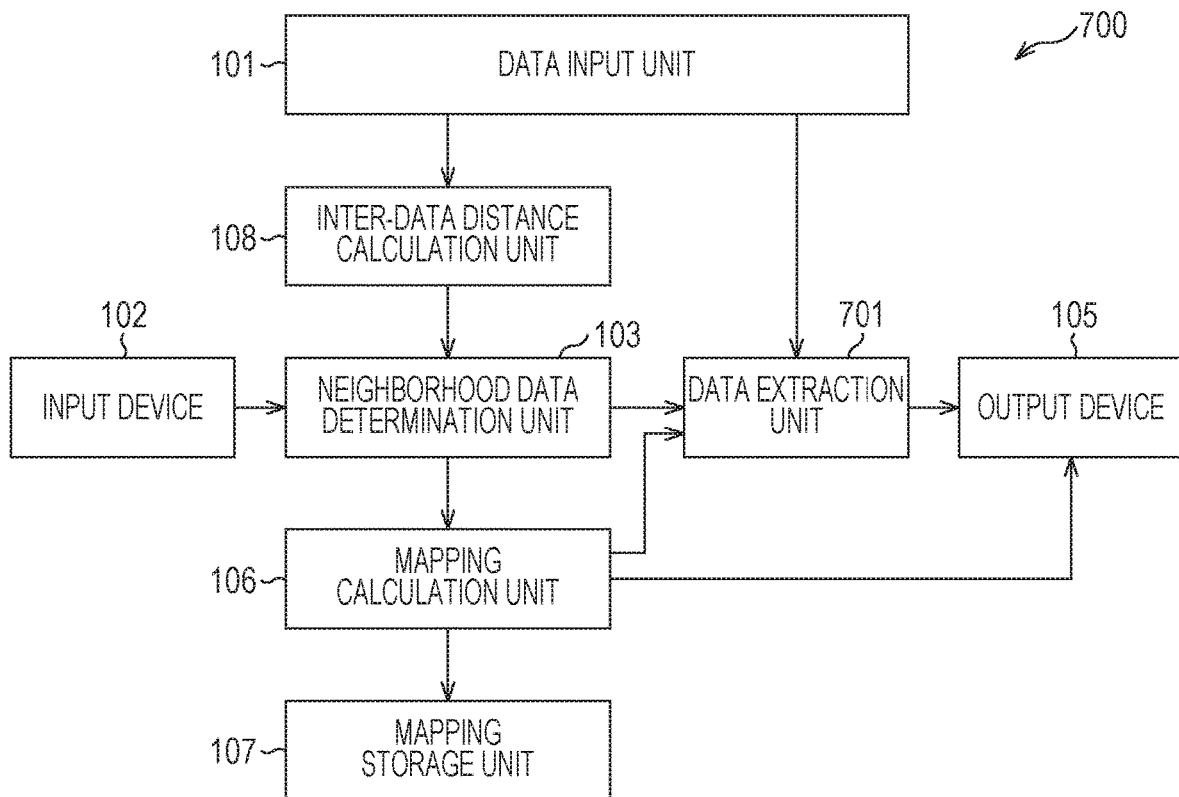 700
101
DATA INPUT UNIT
108
INTER-DATA DISTANCE
CALCULATION UNIT
102
103
701
105
INPUT DEVICE
NEIGHBORHOOD DATA
DETERMINATION UNIT
DATA EXTRACTION
UNIT
OUTPUT DEVICE
106
MAPPING
CALCULATION UNIT
107
MAPPING
STORAGE UNIT